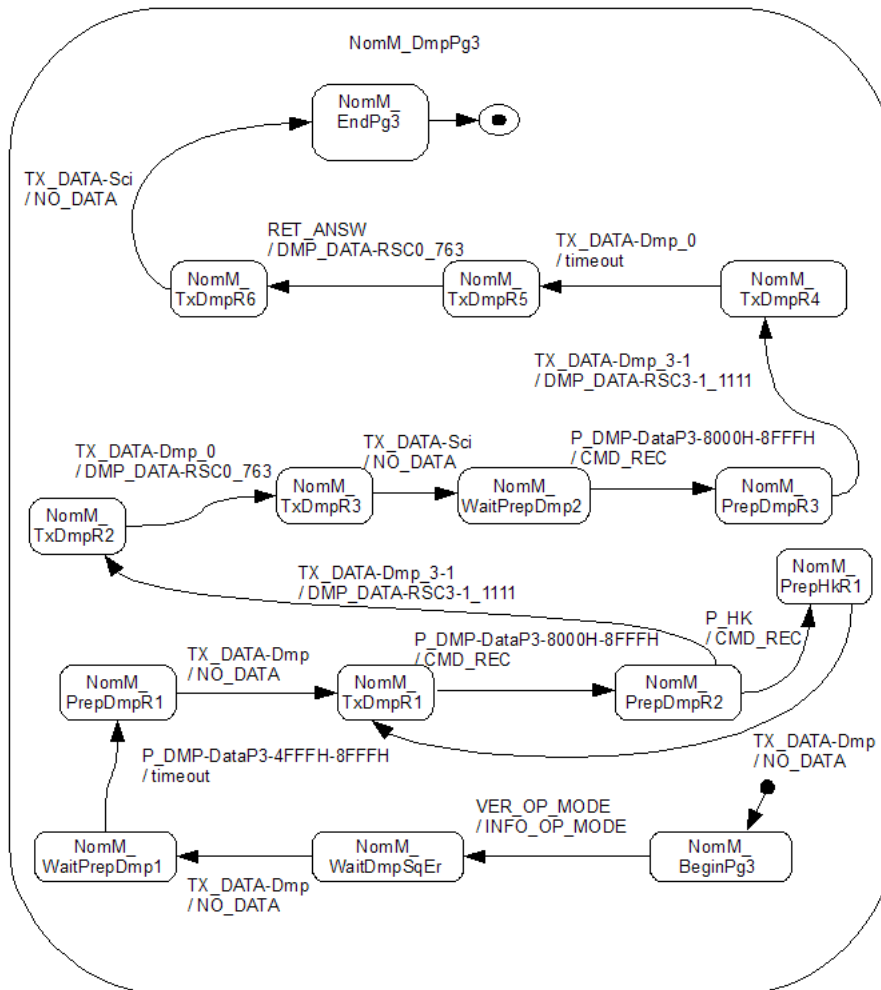 NomM_DmpPg3
NomM_
EndPg3
TX_DATA-Sci
/ NO_DATA
RET_ANSW
/ DMP_DATA-RSC0_763
TX_DATA-Dmp_0
/ timeout
NomM_
TxDmpR6
NomM_
TxDmpR5
NomM_
TxDmpR4
TX_DATA-Dmp_3-1
/ DMP_DATA-RSC3-1_1111
TX_DATA-Dmp_0
/ DMP_DATA-RSC0_763
TX_DATA-Sci
/ NO_DATA
P_DMP-DataP3-8000H-8FFFH
/ CMD_REC
NomM_
TxDmpR2
NomM_
TxDmpR3
NomM_
WaitPrepDmp2
NomM_
PrepDmpR3
TX_DATA-Dmp_3-1
/ DMP_DATA-RSC3-1_1111
NomM_
PrepHkR1
P_HK
/ CMD_REC
TX_DATA-Dmp
/ NO_DATA
P_DMP-DataP3-8000H-8FFFH
/ CMD_REC
NomM_
PrepDmpR1
NomM_
TxDmpR1
NomM_
PrepDmpR2
P_DMP-DataP3-4FFFH-8FFFH
/ timeout
TX_DATA-Dmp
/ NO_DATA
VER_OP_MODE
/ INFO_OP_MODE
NomM_
WaitPrepDmp1
NomM_
WaitDmpSqEr
NomM_
BeginPg3
TX_DATA-Dmp
/ NO_DATA